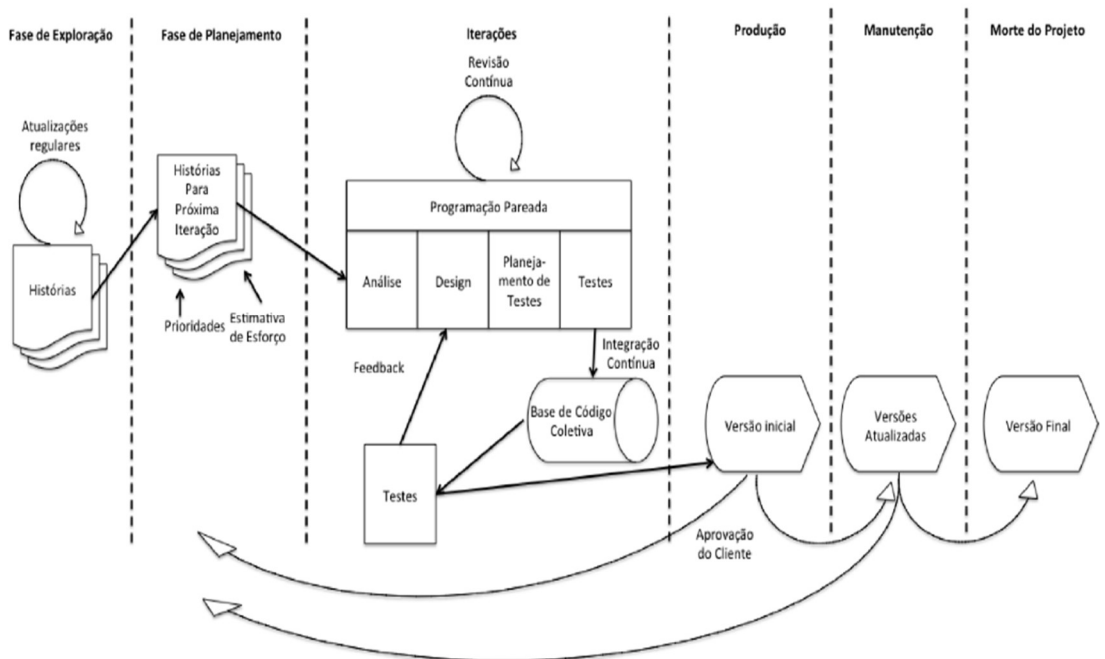 Fase de Exploração
Fase de Planejamento
Iterações
Produção
Manutenção
Morte do Projeto
Atualizações
regulares
Histórias
Histórias
Para
Próxima
Iteração
Prioridades
Estimativa
de Esforço
Revisão
Contínua
Programação Pareada
Análise
Design
Planeja-
mento de
Testes
Testes
Feedback
Integração
Contínua
Base de Código
Coletiva
Testes
Versão inicial
Aprovação
do Cliente
Versões
Atualizadas
Versão Final